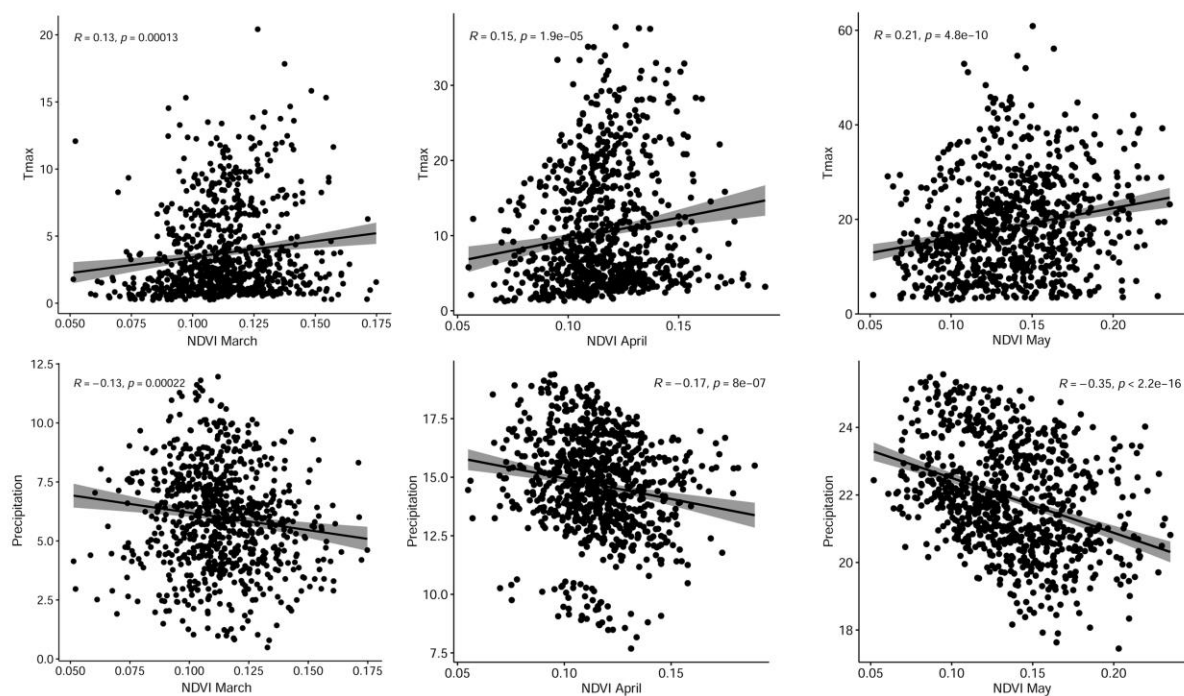 R = 0.13, p = 0.00013
20
15
10
5
0
Tmax
0.050 0.075 0.100 0.125 0.150 0.175
NDVI March
R = 0.15, p = 1.9e−05
30
20
10
0
Tmax
0.05 0.10 0.15
NDVI April
R = 0.21, p = 4.8e−10
60
40
20
0
Tmax
0.05 0.10 0.15 0.20
NDVI May
12.5
R = −0.13, p = 0.00022
10.0
7.5
5.0
2.5
0.0
Precipitation
0.050 0.075 0.100 0.125 0.150 0.175
NDVI March
R = −0.17, p = 8e−07
17.5
15.0
12.5
10.0
7.5
Precipitation
0.05 0.10 0.15
NDVI April
R = −0.35, p < 2.2e−16
24
22
20
18
Precipitation
0.05 0.10 0.15 0.20
NDVI May